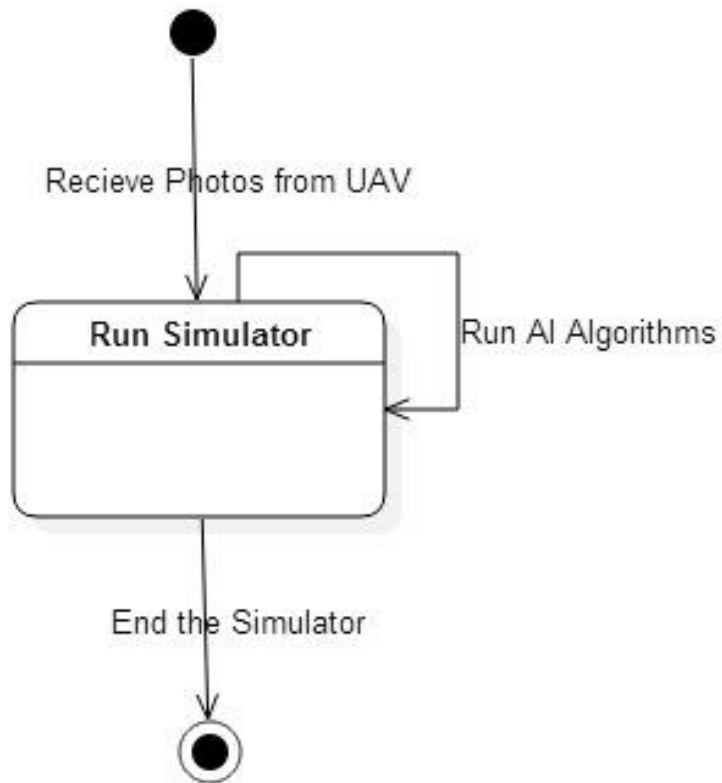 Recieve Photos from UAV
Run Simulator
Run AI Algorithms
End the Simulator